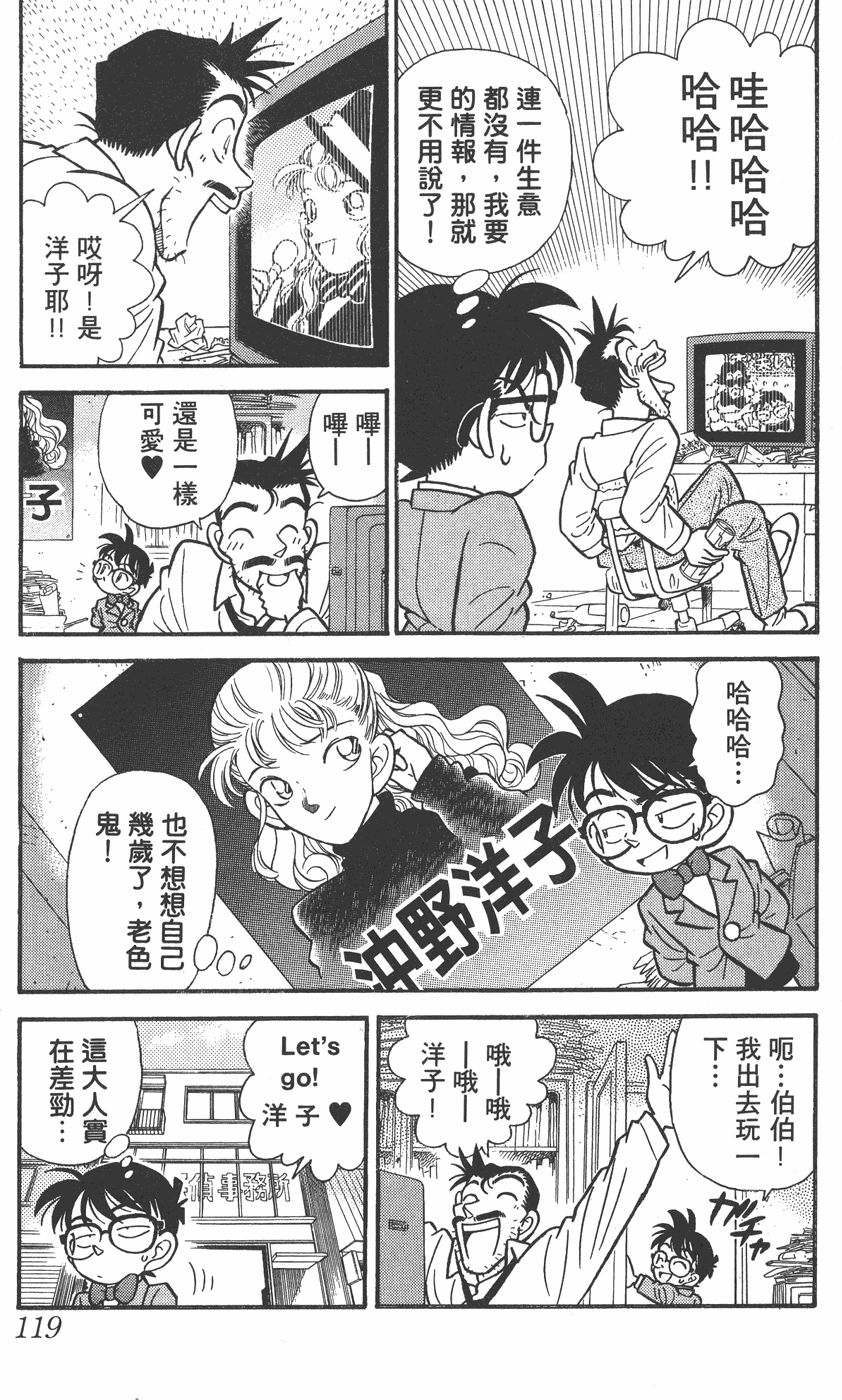 哇哈哈哈
哈哈!!
連一件生意
都沒有，我要
的情報，那就
更不用說了！
哎呀！是
洋子耶!!
嗶—
嗶—
還是一樣
可愛♥
子
哈哈哈…
沖野洋子
也不想想自己
幾歲了，老色
鬼！
呃…伯伯！
我出去玩一
下…
ガチャ
哦—哦
—哦—
洋子！
Let's
go!
洋子♥
偵事務所
這大人實
在差勁…
119